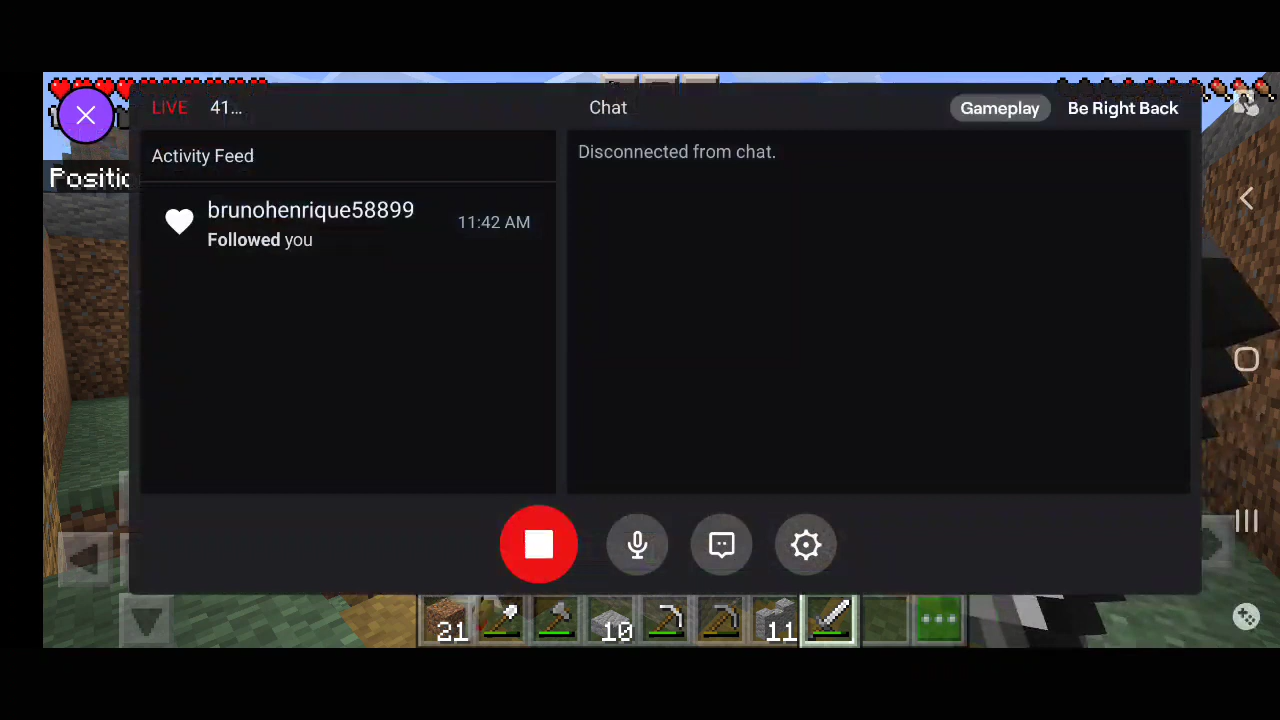 LIVE 41...
Chat
Gameplay
Be Right Back
Activity Feed
Disconnected from chat.
Positio
brunohenrique58899
11:42 AM
Followed you
21
10
11